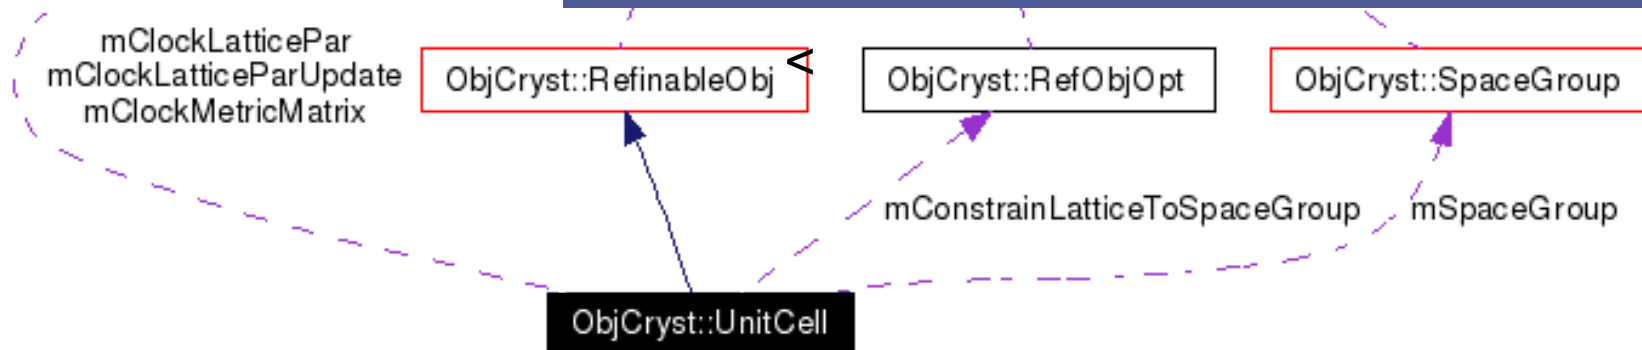 mClockLatticePar
mClockLatticeParUpdate
mClockMetricMatrix
ObjCryst::RefinableObj
<
ObjCryst::RefObjOpt
ObjCryst::SpaceGroup
mConstrainLatticeToSpaceGroup
mSpaceGroup
ObjCryst::UnitCell